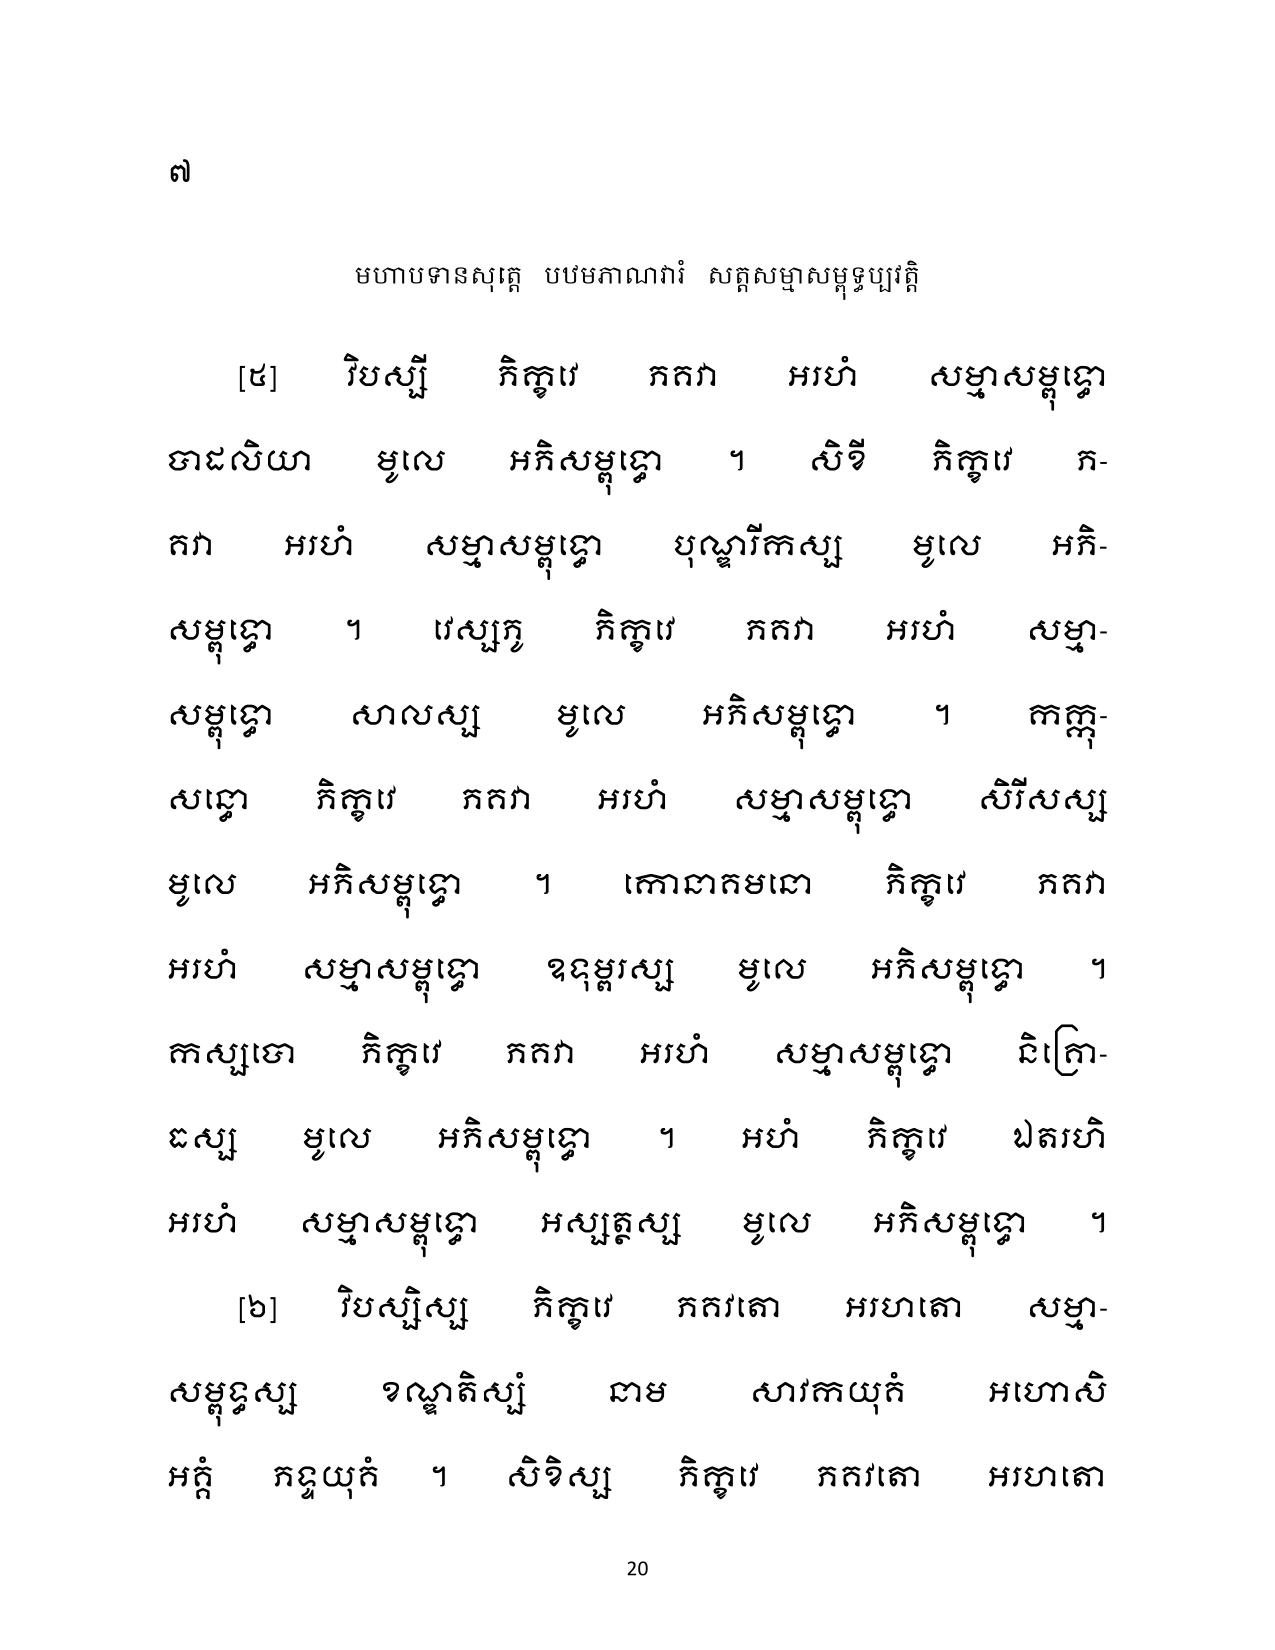 ៧
មហាបទានសុត្តេ បឋមភាណវារំ សត្តសម្មាសម្ពុទ្ធប្បវត្តិ
[៥] វិបស្សី ភិក្ខវេ ភគវា អរហំ សម្មាសម្ពុទ្ធោ
បាដលិយា មូលេ អភិសម្ពុទ្ធោ ។ សិខី ភិក្ខវេ ភ-
គវា អរហំ សម្មាសម្ពុទ្ធោ បុណ្ឌរីកស្ស មូលេ អភិ-
សម្ពុទ្ធោ ។ វេស្សភូ ភិក្ខវេ ភគវា អរហំ សម្មា-
សម្ពុទ្ធោ សាលស្ស មូលេ អភិសម្ពុទ្ធោ ។ កក្កុ-
សន្ធោ ភិក្ខវេ ភគវា អរហំ សម្មាសម្ពុទ្ធោ សិរីសស្ស
មូលេ អភិសម្ពុទ្ធោ ។ កោនាគមនោ ភិក្ខវេ ភគវា
អរហំ សម្មាសម្ពុទ្ធោ ឧទុម្ពរស្ស មូលេ អភិសម្ពុទ្ធោ ។
កស្សបោ ភិក្ខវេ ភគវា អរហំ សម្មាសម្ពុទ្ធោ និគ្រោ-
ធស្ស មូលេ អភិសម្ពុទ្ធោ ។ អហំ ភិក្ខវេ ឯតរហិ
អរហំ សម្មាសម្ពុទ្ធោ អស្សត្ថស្ស មូលេ អភិសម្ពុទ្ធោ ។
[៦] វិបស្សិស្ស ភិក្ខវេ ភគវតោ អរហតោ សម្មា-
សម្ពុទ្ធស្ស ខណ្ឌតិស្សំ នាម សាវកយុគំ អហោសិ
អគ្គំ ភទ្ទយុគំ ។ សិខិស្ស ភិក្ខវេ ភគវតោ អរហតោ
20